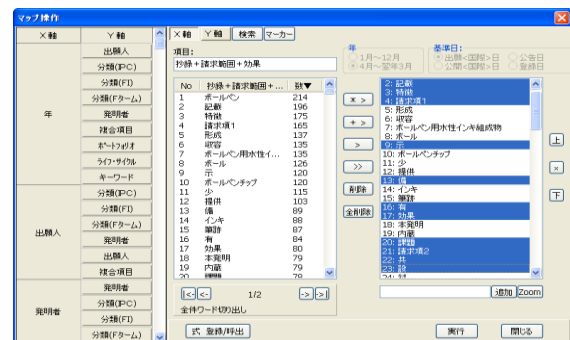 マップ操作
X軸 Y軸
年
出願人
分類(IPC)
分類(FI)
分類(Fターム)
発明者
複合項目
ポートフォリオ
ライフ・サイクル
キーワード
出願人
分類(IPC)
分類(FI)
分類(Fターム)
発明者
出願人
複合項目
発明者
発明者
分類(IPC)
分類(FI)
分類(Fターム)
X軸 Y軸 検索 マーカー
項目:
抄録+請求範囲+効果
年
1月~12月
4月~翌年3月
基準日:
出願<国際>日 公告日
公開<国際>日 登録日
No 抄録+請求範囲+... 数▼
1 ボールペン 214
2 記載 196
3 特徴 175
4 請求項1 165
5 形成 137
6 収容 135
7 ボールペン用水性イ... 135
8 ボール 126
9 示 120
10 ボールペンチップ 120
11 少 115
12 提供 103
13 備 89
14 インキ 88
15 筆跡 87
16 有 84
17 効果 80
18 本発明 79
19 内蔵 79
20 課題 78
* >
+ >
>
>>
削除
全削除
2: 記載
3: 特徴
4: 請求項1
5: 形成
6: 収容
7: ボールペン用水性インキ組成物
8: ボール
9: 示
10: ボールペンチップ
11: 少
12: 提供
13: 備
14: インキ
15: 筆跡
16: 有
17: 効果
18: 本発明
19: 内蔵
20: 課題
21: 請求項2
22: 共
23: 設
上
×
下
|<- <- 1/2 -> ->|
全件ワード切り出し
追加 Zoom
式 登録/呼出
実行 閉じる